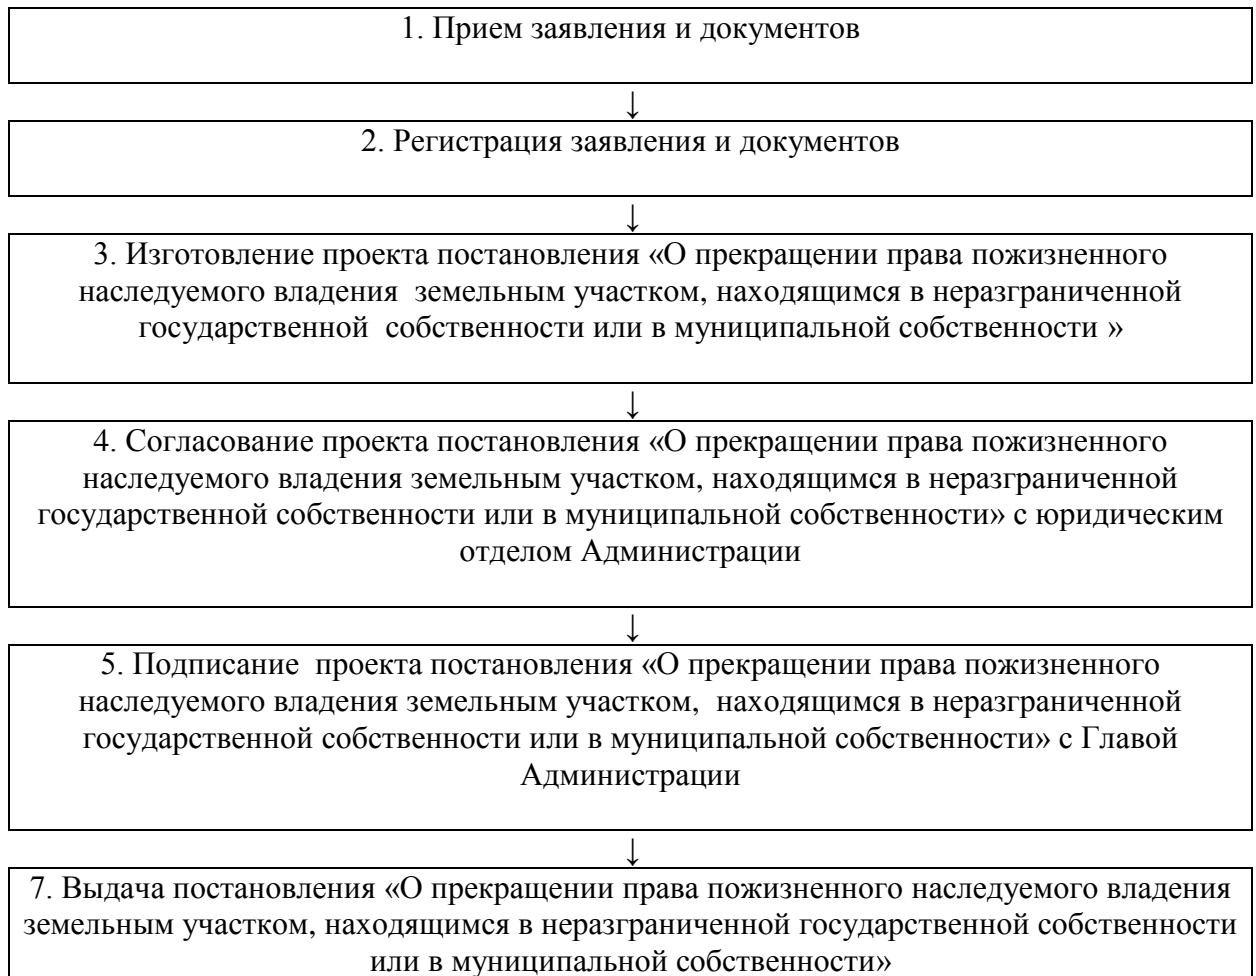 1. Прием заявления и документов
↓
2. Регистрация заявления и документов
↓
3. Изготовление проекта постановления «О прекращении права пожизненного
наследуемого владения  земельным участком, находящимся в неразграниченной
государственной  собственности или в муниципальной собственности »
↓
4. Согласование проекта постановления «О прекращении права пожизненного
наследуемого владения земельным участком, находящимся в неразграниченной
государственной собственности или в муниципальной собственности» с юридическим
отделом Администрации
↓
5. Подписание  проекта постановления «О прекращении права пожизненного
наследуемого владения земельным участком,  находящимся в неразграниченной
государственной собственности или в муниципальной собственности» с Главой
Администрации
↓
7. Выдача постановления «О прекращении права пожизненного наследуемого владения
земельным участком, находящимся в неразграниченной государственной собственности
или в муниципальной собственности»